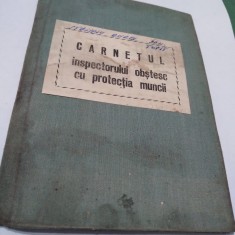 CARNETUL
inspectorului obştesc
cu protecţia muncii